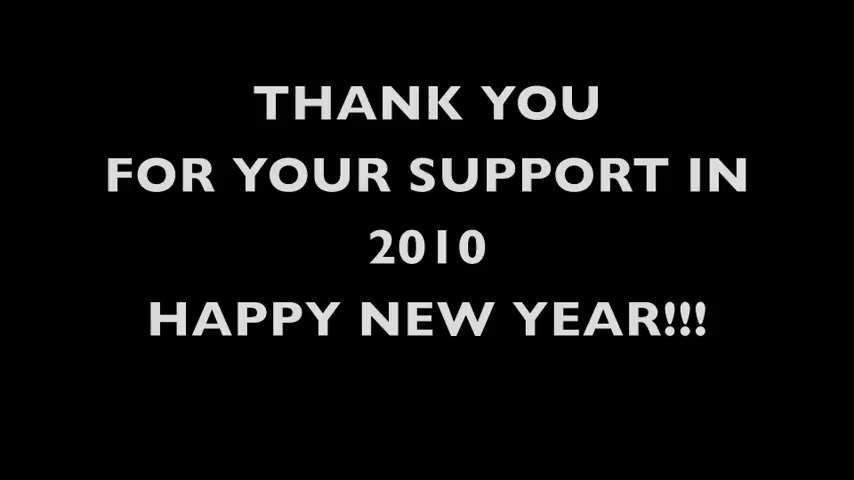 THANK YOU
FOR YOUR SUPPORT IN
2010
HAPPY NEW YEAR!!!